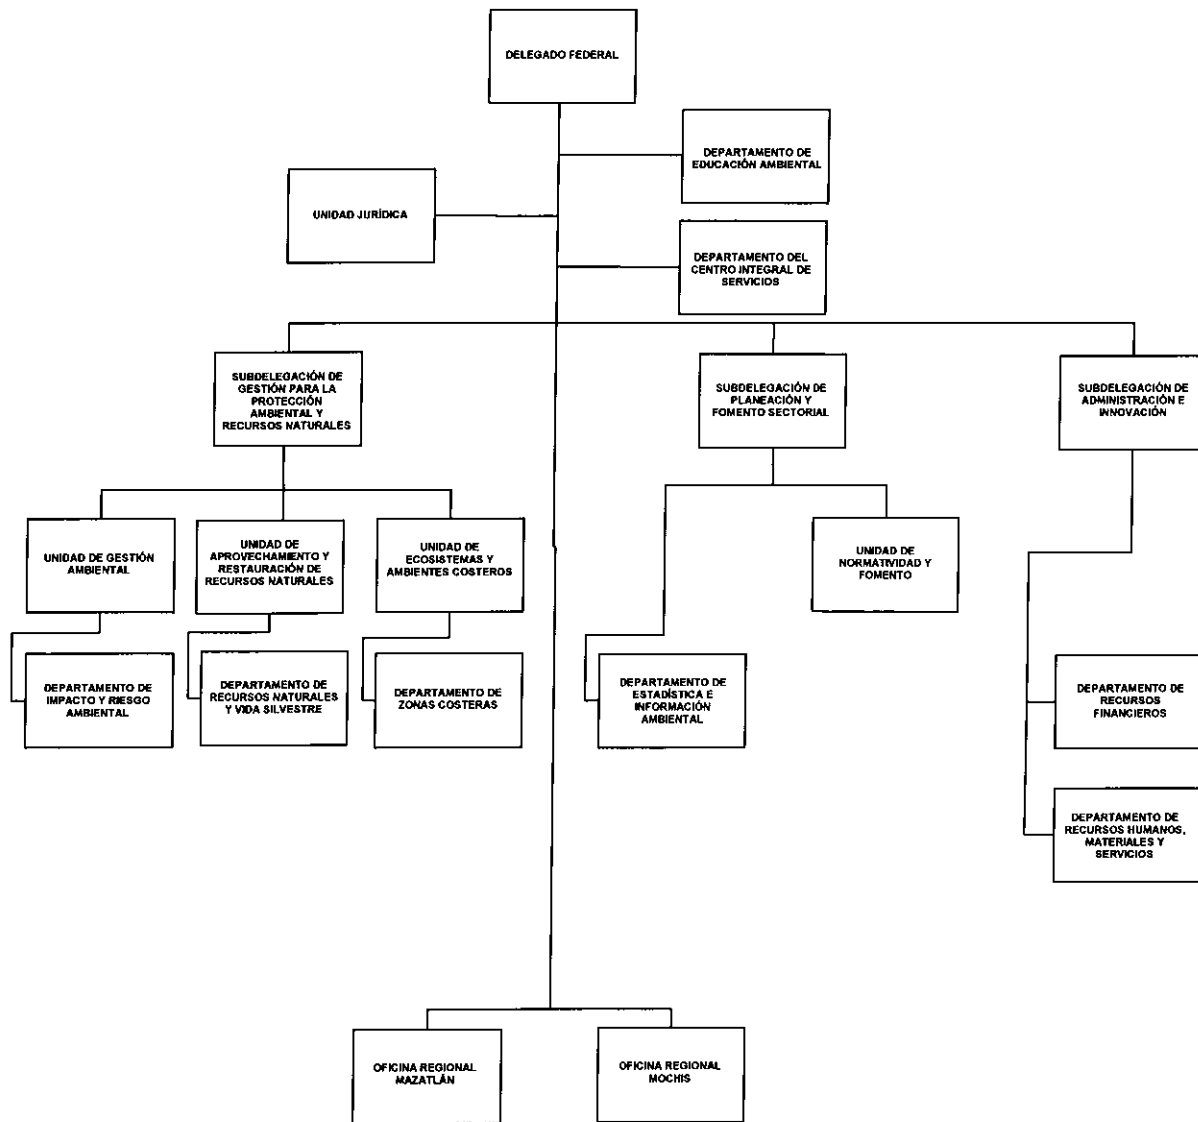 DELEGADO FEDERAL
DEPARTAMENTO DE
EDUCACIÓN AMBIENTAL
UNIDAD JURÍDICA
DEPARTAMENTO DEL
CENTRO INTEGRAL DE
SERVICIOS
SUBDELEGACIÓN DE
GESTIÓN PARA LA
PROTECCIÓN
AMBIENTAL Y
RECURSOS NATURALES
SUBDELEGACIÓN DE
PLANEACIÓN Y
FOMENTO SECTORIAL
SUBDELEGACIÓN DE
ADMINISTRACIÓN E
INNOVACIÓN
UNIDAD DE GESTIÓN
AMBIENTAL
UNIDAD DE
APROVECHAMIENTO Y
RESTAURACIÓN DE
RECURSOS NATURALES
UNIDAD DE
ECOSISTEMAS Y
AMBIENTES COSTEROS
UNIDAD DE
NORMATIVIDAD Y
FOMENTO
DEPARTAMENTO DE
IMPACTO Y RIESGO
AMBIENTAL
DEPARTAMENTO DE
RECURSOS NATURALES
Y VIDA SILVESTRE
DEPARTAMENTO DE
ZONAS COSTERAS
DEPARTAMENTO DE
ESTADÍSTICA E
INFORMACIÓN
AMBIENTAL
DEPARTAMENTO DE
RECURSOS
FINANCIEROS
DEPARTAMENTO DE
RECURSOS HUMANOS,
MATERIALES Y
SERVICIOS
OFICINA REGIONAL
MAZATLÁN
OFICINA REGIONAL
MOCHIS